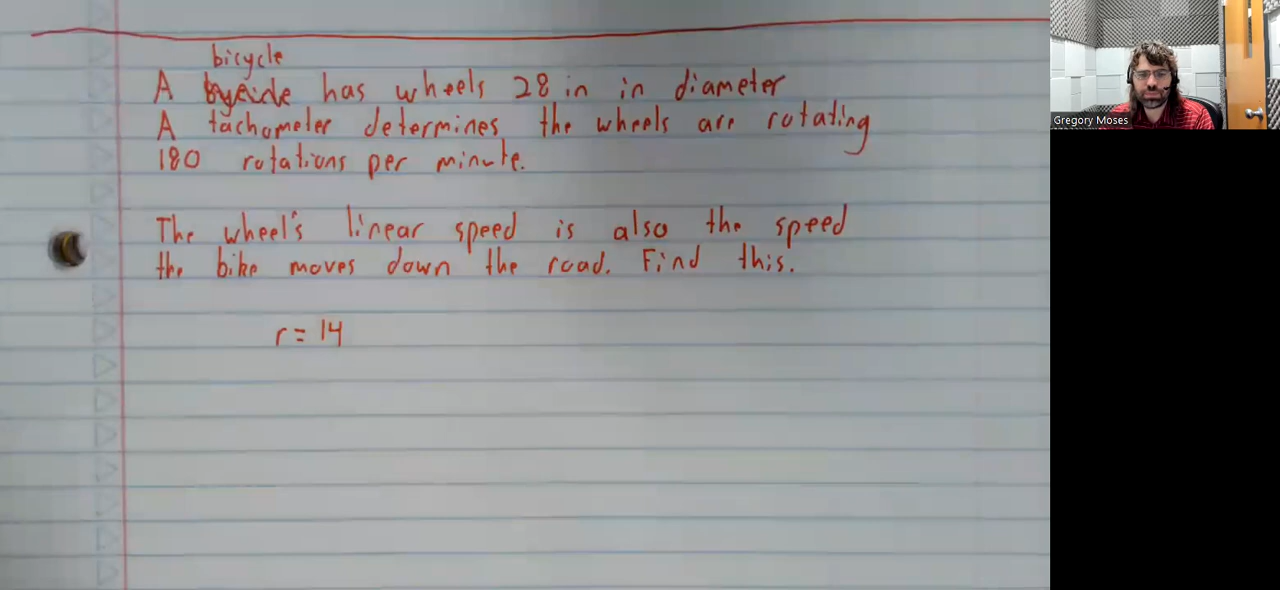 bicycle
A has wheels 28 in in diameter
A tachometer determines the wheels are rotating
180 rotations per minute.
The wheel's linear speed is also the speed
the bike moves down the road. Find this.
r = 14
Gregory Moses